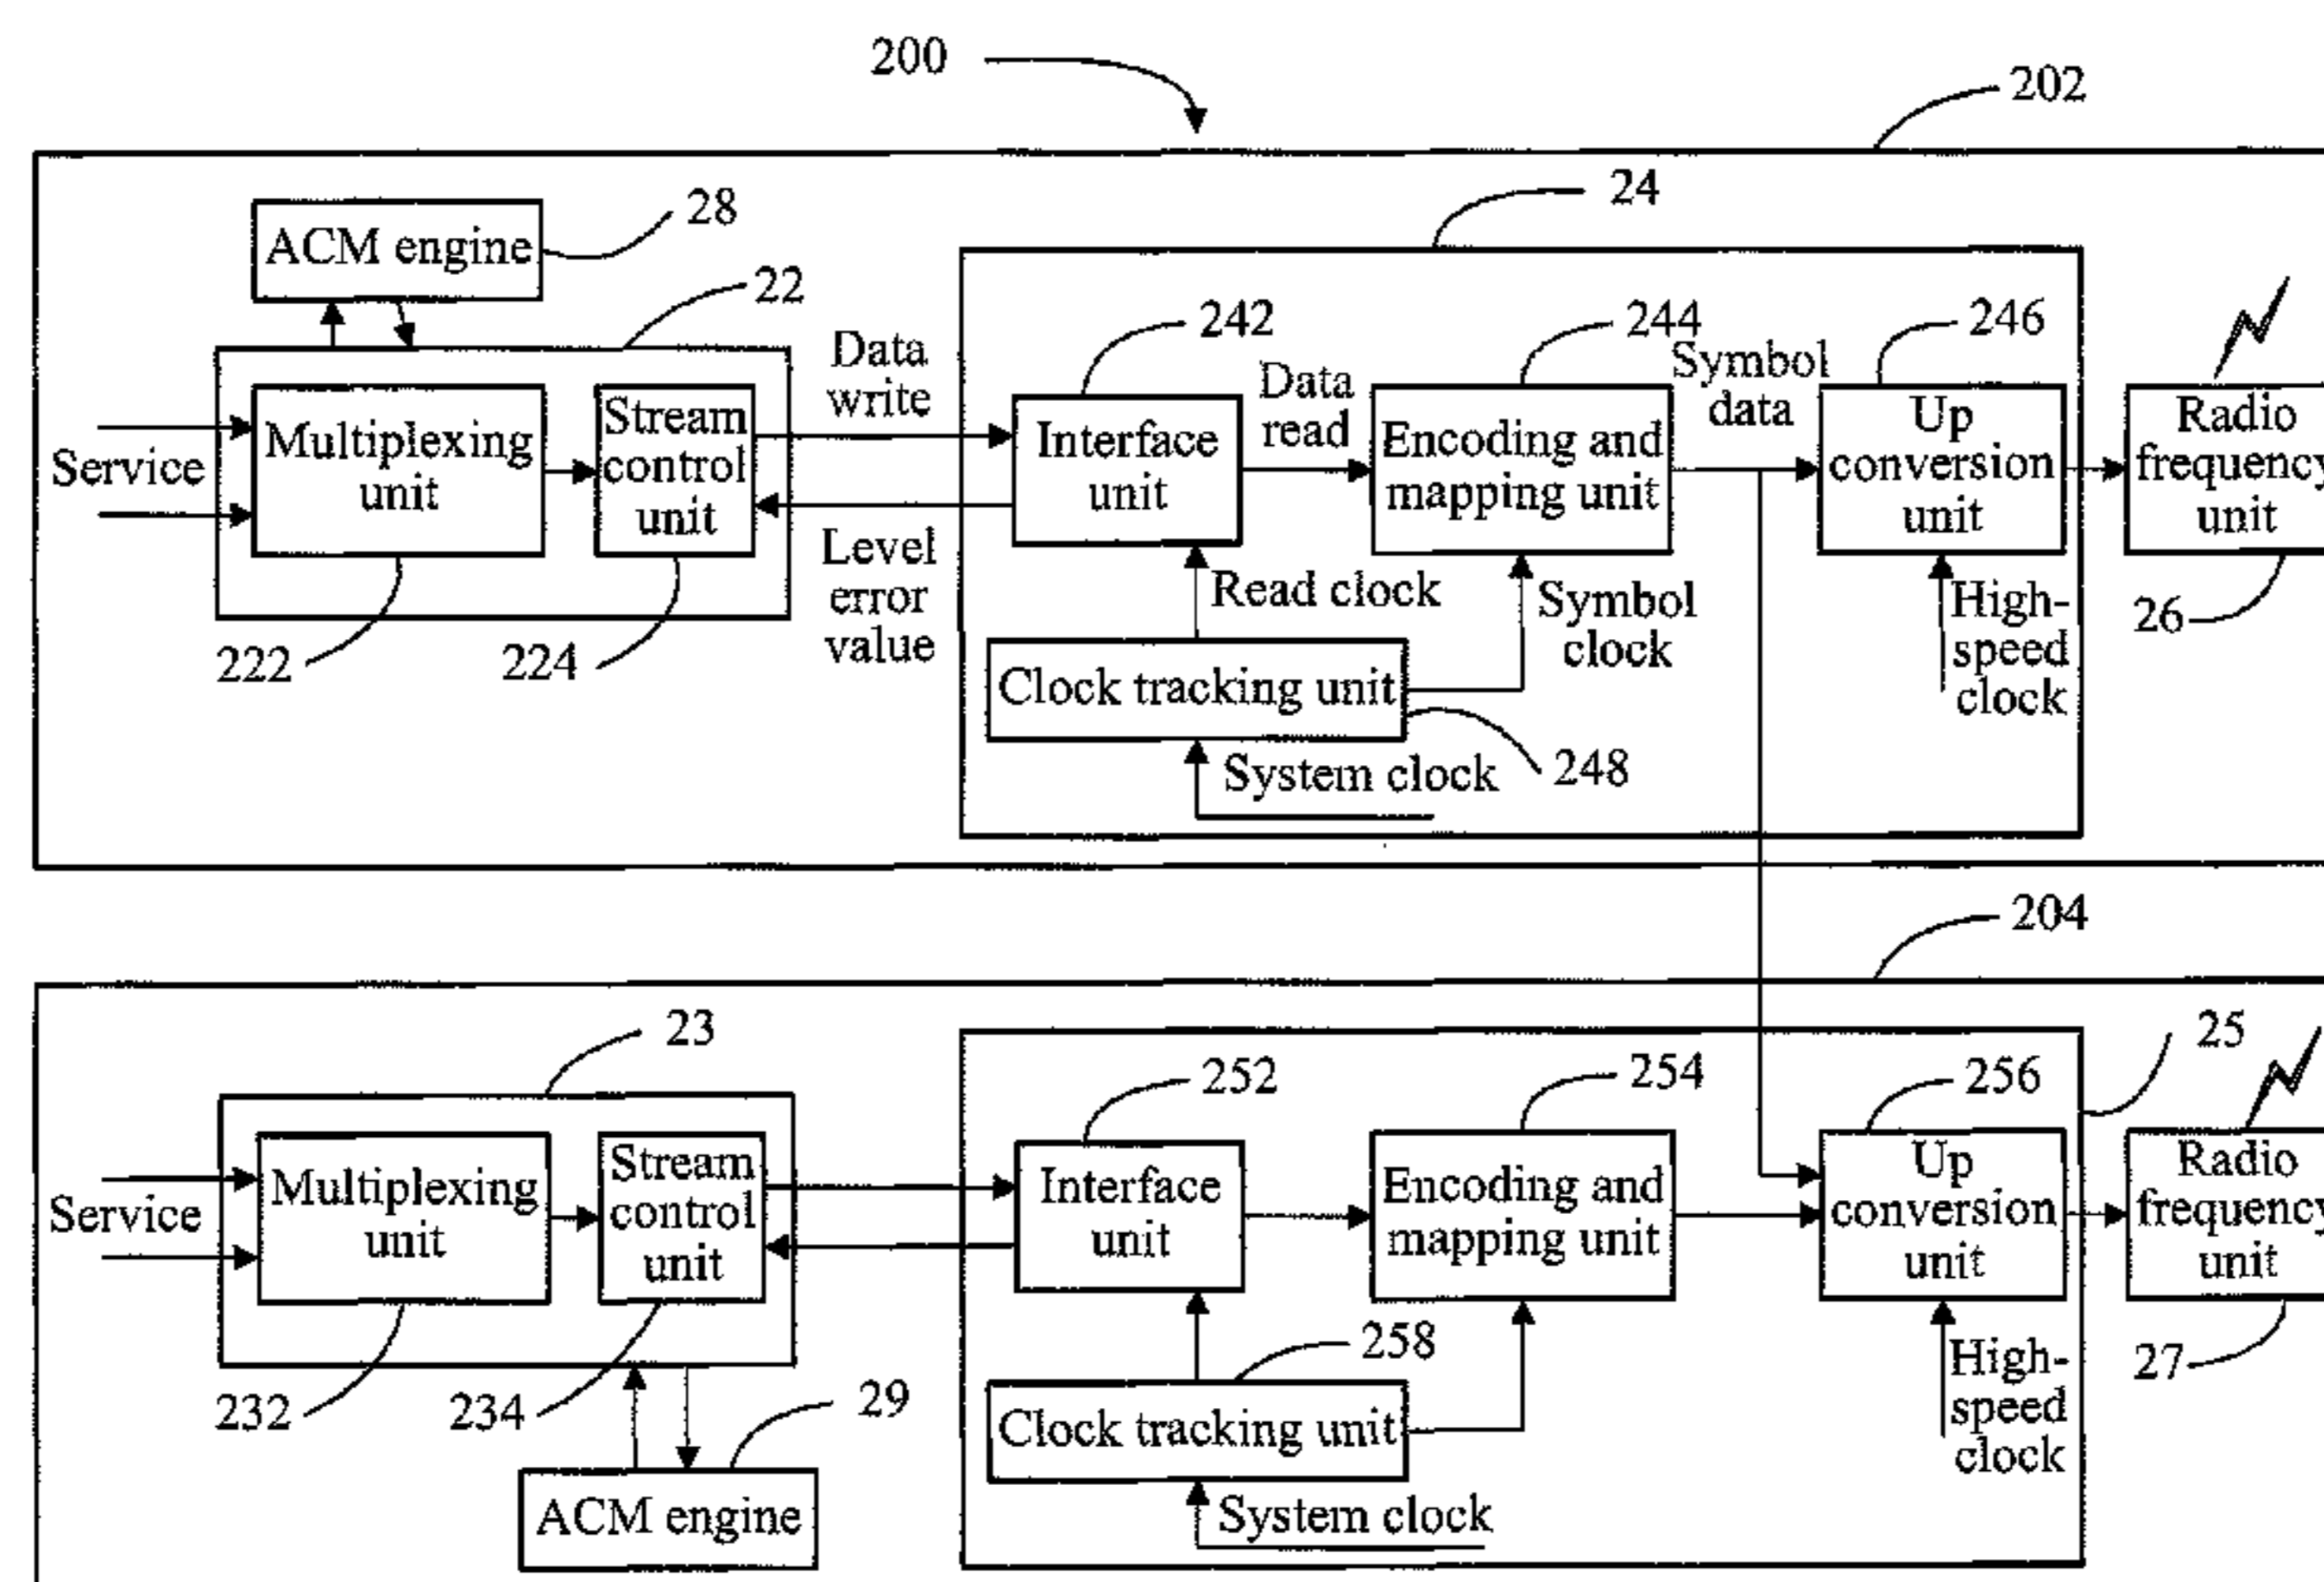 200
202
24
ACM engine
28
22
242
244
246
Data
write
Data
read
Symbol
data
Service
Multiplexing
unit
Stream
control
unit
Interface
unit
Encoding and
mapping unit
Up
conversion
unit
Radio
frequency
unit
Level
error
value
Read clock
Symbol
clock
High-
speed
clock
26
222
224
Clock tracking unit
System clock
248
204
23
25
252
254
256
Service
Multiplexing
unit
Stream
control
unit
Interface
unit
Encoding and
mapping unit
Up
conversion
unit
Radio
frequency
unit
232
234
258
High-
speed
clock
27
29
Clock tracking unit
ACM engine
System clock